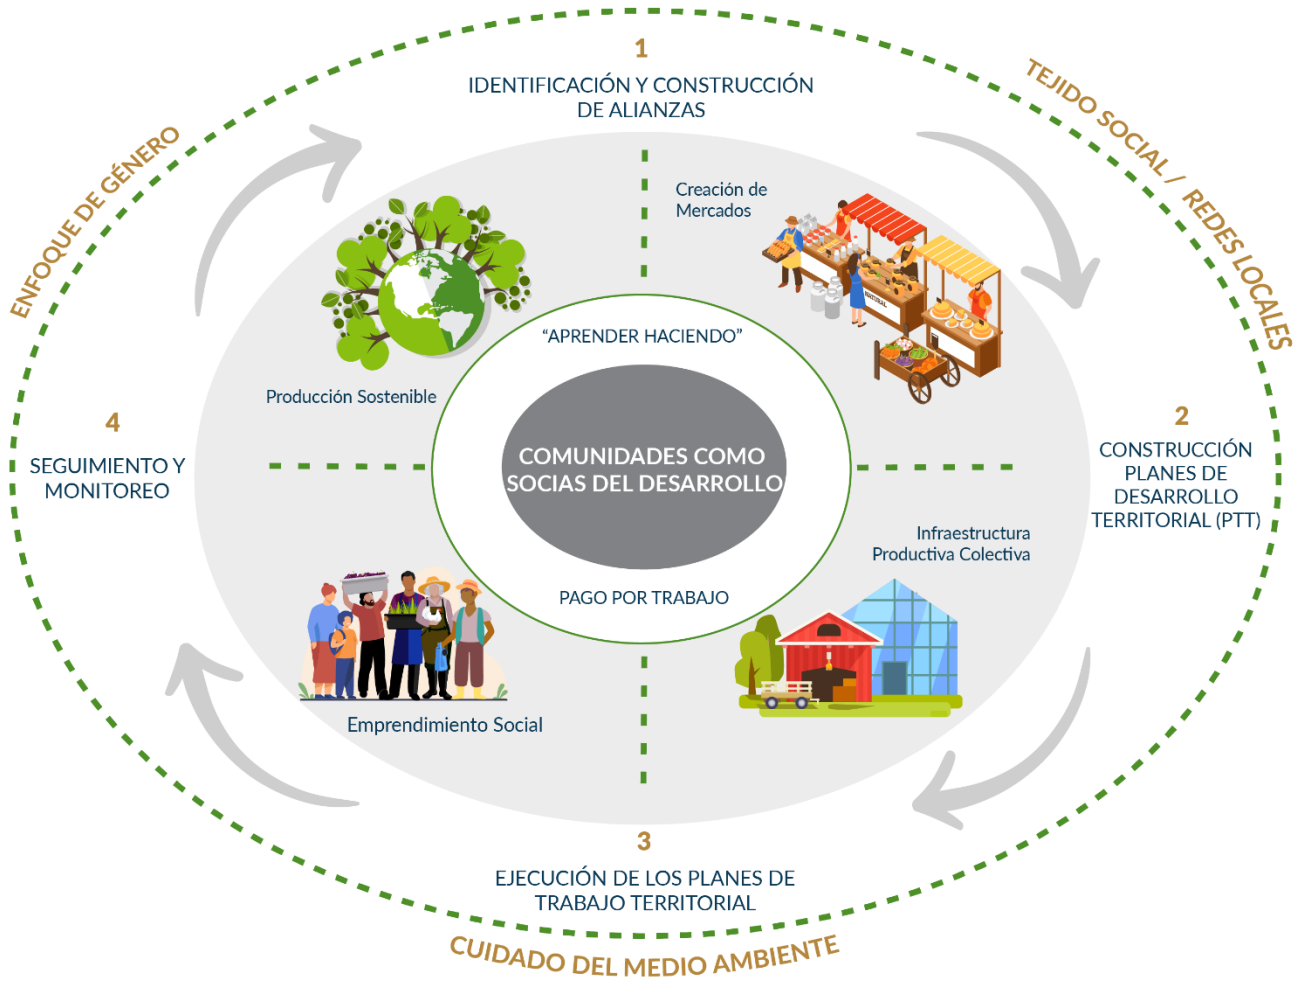 1
IDENTIFICACIÓN Y CONSTRUCCIÓN
DE ALIANZAS
TEJIDO SOCIAL / REDES LOCALES
ENFOQUE DE GÉNERO
Creación de
Mercados
NATURAL
"APRENDER HACIENDO"
Producción Sostenible
4
SEGUIMIENTO Y
MONITOREO
COMUNIDADES COMO
SOCIAS DEL DESARROLLO
2
CONSTRUCCIÓN
PLANES DE
DESARROLLO
TERRITORIAL (PTT)
Infraestructura
Productiva Colectiva
PAGO POR TRABAJO
Emprendimiento Social
3
EJECUCIÓN DE LOS PLANES DE
TRABAJO TERRITORIAL
CUIDADO DEL MEDIO AMBIENTE